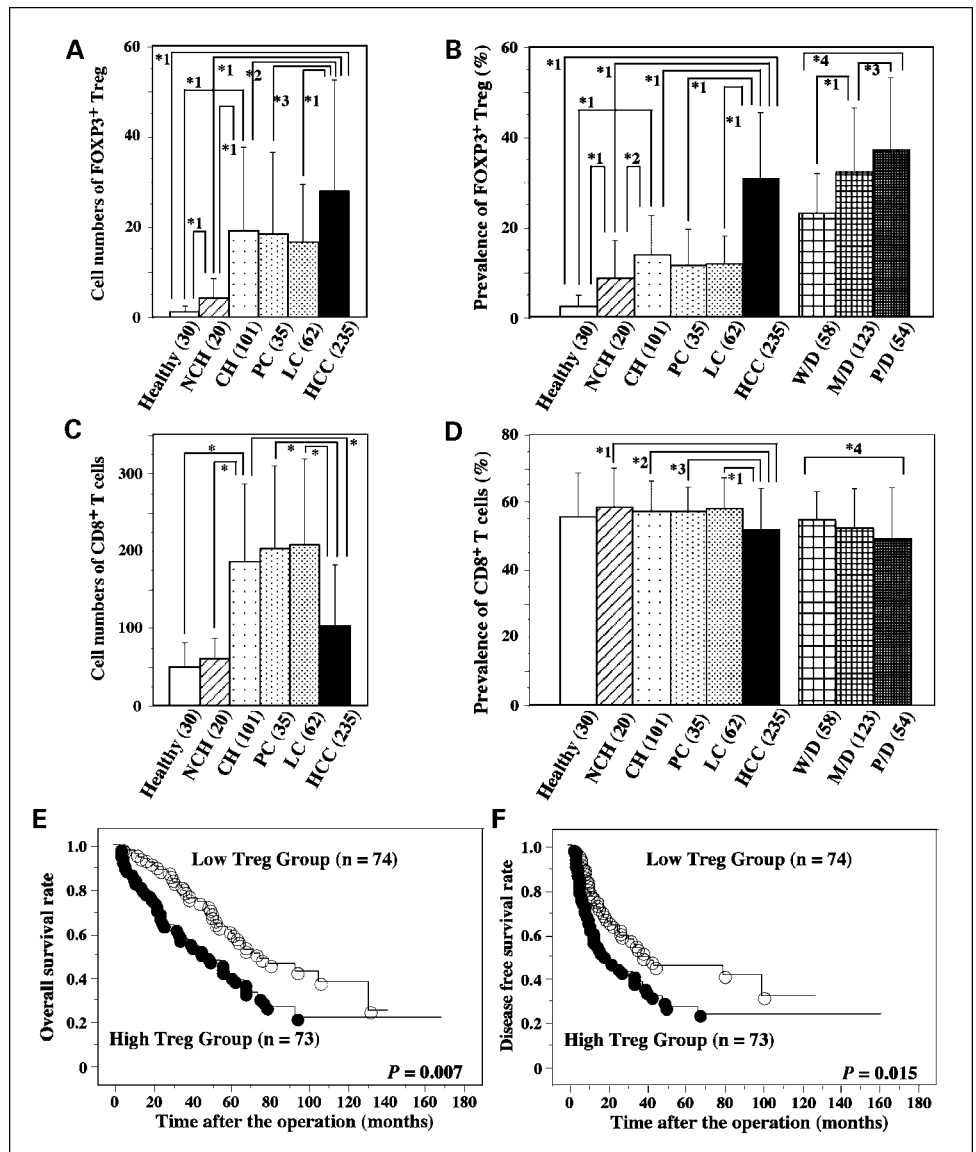 A
Cell numbers of FOXP3+ Treg
60
40
20
0
*1
*1
*1
*2
*3
*1
*1
*1
Healthy (30)
NCH (20)
CH (101)
PC (35)
LC (62)
HCC (235)
B
Prevalence of FOXP3+ Treg (%)
60
40
20
0
*1
*1
*1
*1
*1
*1
*1
*2
*4
*1
*3
Healthy (30)
NCH (20)
CH (101)
PC (35)
LC (62)
HCC (235)
W/D (58)
M/D (123)
P/D (54)
C
Cell numbers of CD8+ T cells
300
200
100
0
*
*
*
*
*
Healthy (30)
NCH (20)
CH (101)
PC (35)
LC (62)
HCC (235)
D
Prevalence of CD8+ T cells (%)
80
60
40
20
0
*1
*2
*3
*1
*4
Healthy (30)
NCH (20)
CH (101)
PC (35)
LC (62)
HCC (235)
W/D (58)
M/D (123)
P/D (54)
E
Overall survival rate
1.0
0.8
0.6
0.4
0.2
0
Low Treg Group (n = 74)
High Treg Group (n = 73)
P = 0.007
0 20 40 60 80 100 120 140 160 180
Time after the operation (months)
F
Disease free survival rate
1.0
0.8
0.6
0.4
0.2
0
Low Treg Group (n = 74)
High Treg Group (n = 73)
P = 0.015
0 20 40 60 80 100 120 140 160 180
Time after the operation (months)